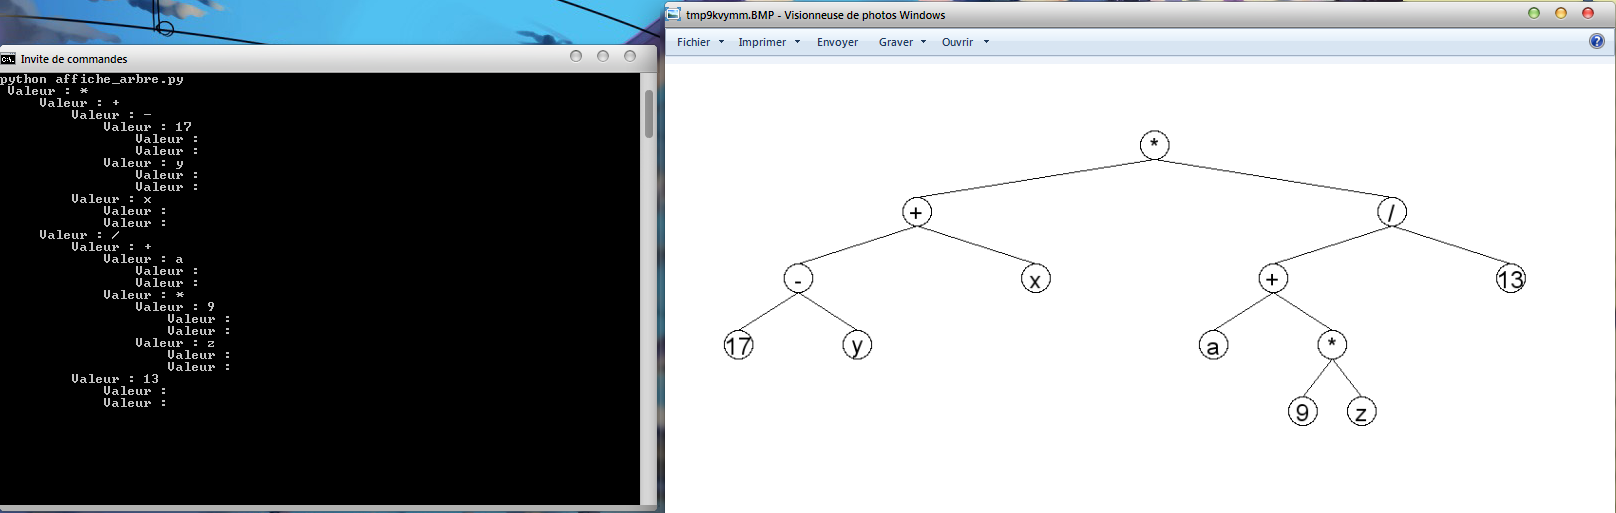 Invite de commandes
python affiche_arbre.py
Valeur : *
Valeur : +
Valeur : -
Valeur : 17
Valeur :
Valeur :
Valeur : y
Valeur :
Valeur :
Valeur : x
Valeur :
Valeur :
Valeur : /
Valeur : +
Valeur : a
Valeur :
Valeur :
Valeur : *
Valeur : 9
Valeur :
Valeur :
Valeur : z
Valeur :
Valeur :
Valeur : 13
Valeur :
Valeur :
tmp9kvymm.BMP - Visionneuse de photos Windows
Fichier Imprimer Envoyer Graver Ouvrir
*
+ /
- x + 13
17 y a *
9 z